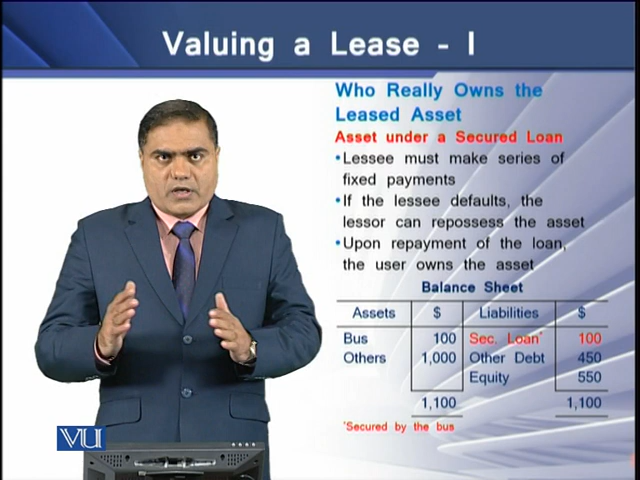 Valuing a Lease - I
Who Really Owns the
Leased Asset
Asset under a Secured Loan
•Lessee must make series of
fixed payments
•If the lessee defaults, the
lessor can repossess the asset
•Upon repayment of the loan,
the user owns the asset
Balance Sheet
Assets $ Liabilities $
Bus 100 Sec. Loan* 100
Others 1,000 Other Debt 450
Equity 550
1,100 1,100
*Secured by the bus
VU